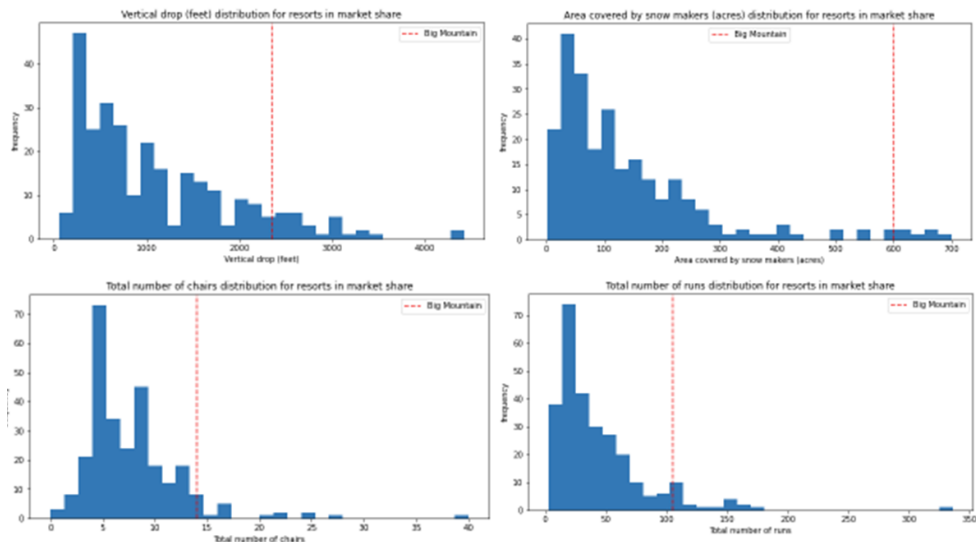 Vertical drop (feet) distribution for resorts in market share
Big Mountain
frequency
40
30
20
10
0
0 1000 2000 3000 4000
Vertical drop (feet)
Area covered by snow makers (acres) distribution for resorts in market share
Big Mountain
frequency
40
35
30
25
20
15
10
5
0
0 100 200 300 400 500 600 700
Area covered by snow makers (acres)
Total number of chairs distribution for resorts in market share
Big Mountain
70
60
50
40
30
20
10
0
0 5 10 15 20 25 30 35 40
Total number of chairs
Total number of runs distribution for resorts in market share
Big Mountain
frequency
70
60
50
40
30
20
10
0
0 50 100 150 200 250 300 350
Total number of runs